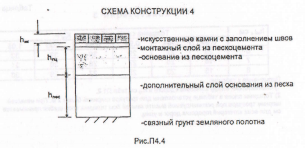 СХЕМА КОНСТРУКЦИИ 4
-искусственные камни с заполнением швов
-монтажный слой из пескоцемента
-основание из пескоцемента
-дополнительный слой основания из песка
-связный грунт земляного полотна
Рис.П4.4